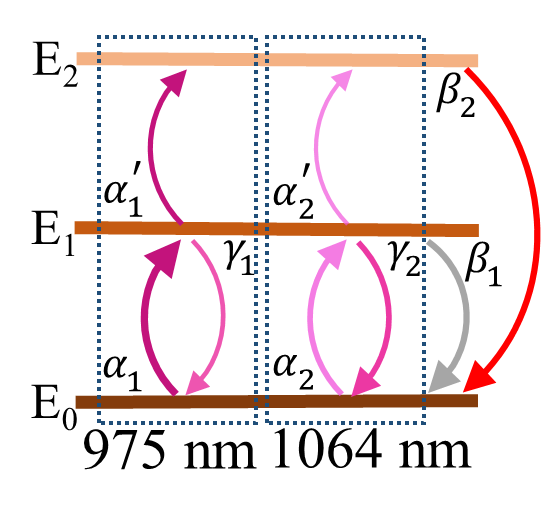 E₂ β₂
α₁′ α₂′
E₁ γ₁ γ₂ β₁
α₁ α₂
E₀
975 nm 1064 nm